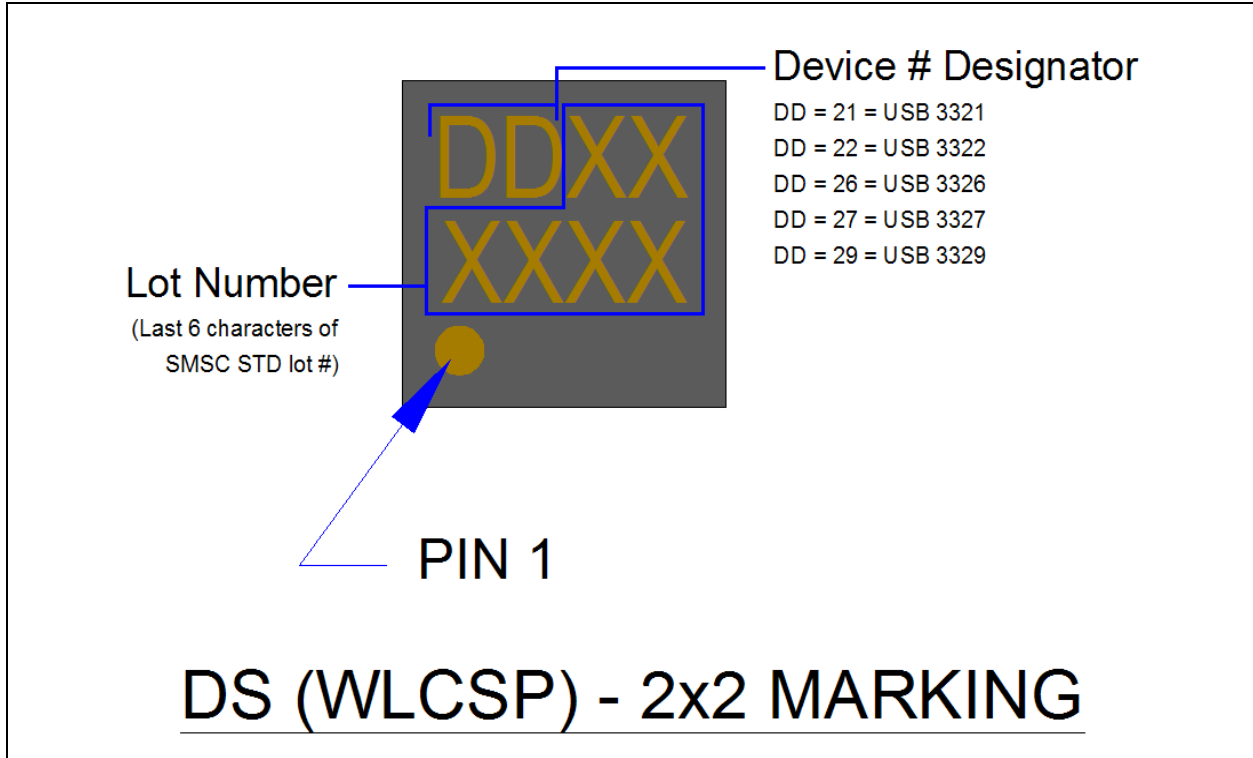 Device # Designator
DD = 21 = USB 3321
DD = 22 = USB 3322
DD = 26 = USB 3326
DD = 27 = USB 3327
DD = 29 = USB 3329
DDXX
XXXX
Lot Number
(Last 6 characters of
SMSC STD lot #)
PIN 1
DS (WLCSP) - 2x2 MARKING